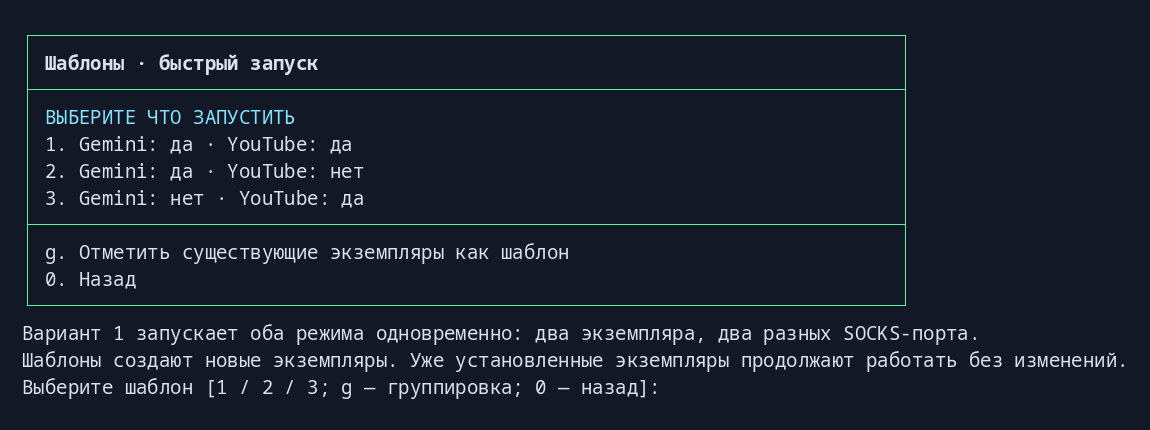 Шаблоны · быстрый запуск
ВЫБЕРИТЕ ЧТО ЗАПУСТИТЬ
1. Gemini: да · YouTube: да
2. Gemini: да · YouTube: нет
3. Gemini: нет · YouTube: да
g. Отметить существующие экземпляры как шаблон
0. Назад
Вариант 1 запускает оба режима одновременно: два экземпляра, два разных SOCKS-порта.
Шаблоны создают новые экземпляры. Уже установленные экземпляры продолжают работать без изменений.
Выберите шаблон [1 / 2 / 3; g — группировка; 0 — назад]: